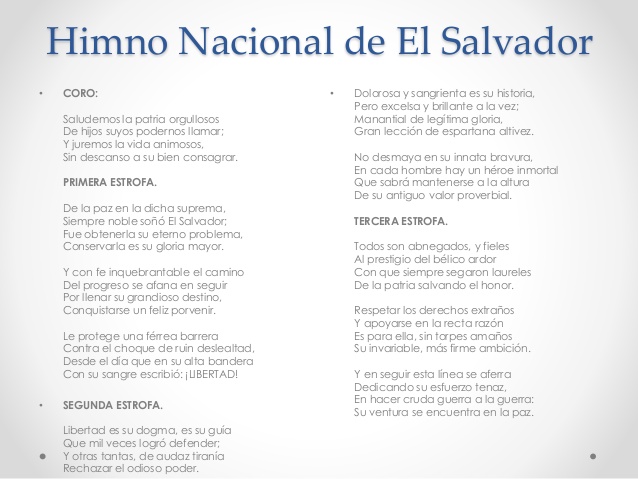 Himno Nacional de El Salvador
• CORO:
Saludemos la patria orgullosos
De hijos suyos podernos llamar;
Y juremos la vida animosos,
Sin descanso a su bien consagrar.
PRIMERA ESTROFA.
De la paz en la dicha suprema,
Siempre noble soñó El Salvador;
Fue obtenerla su eterno problema,
Conservarla es su gloria mayor.
Y con fe inquebrantable el camino
Del progreso se afana en seguir
Por llenar su grandioso destino,
Conquistarse un feliz porvenir.
Le protege una férrea barrera
Contra el choque de ruin deslealtad,
Desde el día que en su alta bandera
Con su sangre escribió: ¡LIBERTAD!
• SEGUNDA ESTROFA.
Libertad es su dogma, es su guía
Que mil veces logró defender;
Y otras tantas, de audaz tiranía
Rechazar el odioso poder.
• Dolorosa y sangrienta es su historia,
Pero excelsa y brillante a la vez;
Manantial de legítima gloria,
Gran lección de espartana altivez.
No desmaya en su innata bravura,
En cada hombre hay un héroe inmortal
Que sabrá mantenerse a la altura
De su antiguo valor proverbial.
TERCERA ESTROFA.
Todos son abnegados, y fieles
Al prestigio del bélico ardor
Con que siempre segaron laureles
De la patria salvando el honor.
Respetar los derechos extraños
Y apoyarse en la recta razón
Es para ella, sin torpes amaños
Su invariable, más firme ambición.
Y en seguir esta línea se aferra
Dedicando su esfuerzo tenaz,
En hacer cruda guerra a la guerra:
Su ventura se encuentra en la paz.